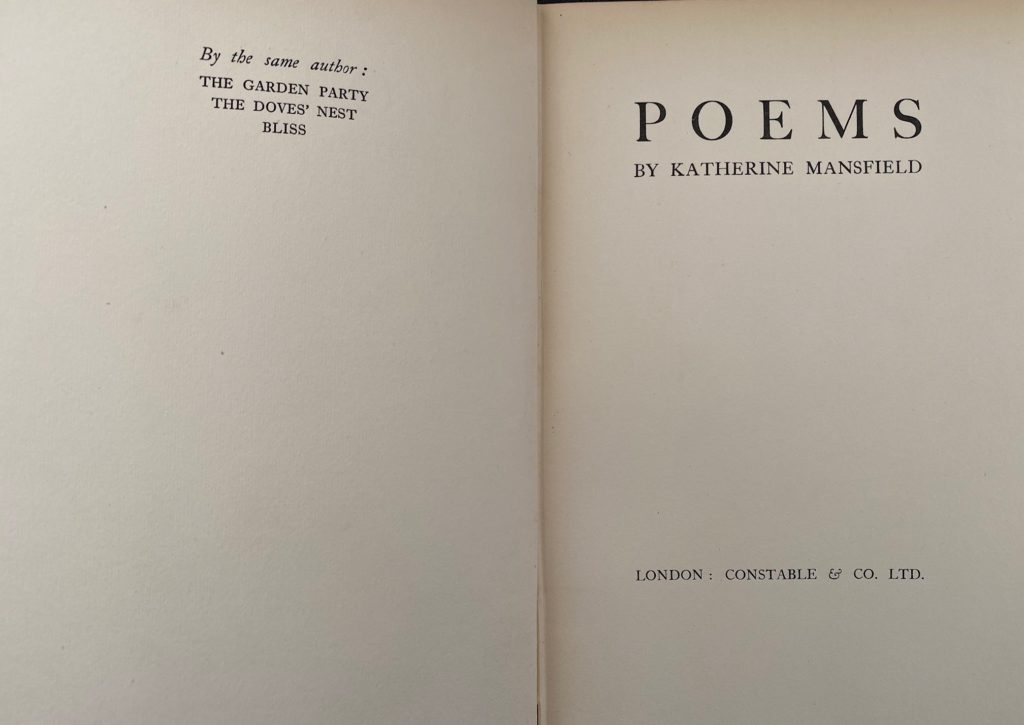 By the same author :
THE GARDEN PARTY
THE DOVES' NEST
BLISS
POEMS
BY KATHERINE MANSFIELD
LONDON : CONSTABLE & CO. LTD.